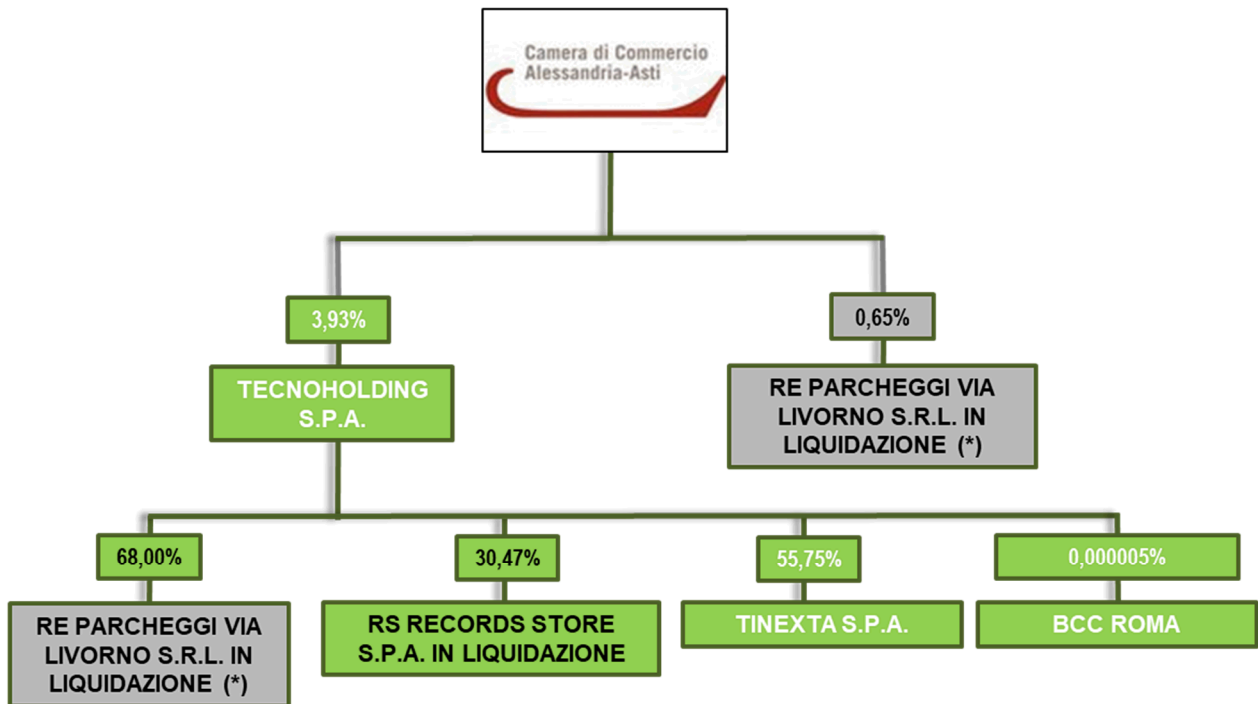 Camera di Commercio
Alessandria-Asti
3,93%
0,65%
TECNOHOLDING
S.P.A.
RE PARCHEGGI VIA
LIVORNO S.R.L. IN
LIQUIDAZIONE (*)
68,00%
30,47%
55,75%
0,000005%
RE PARCHEGGI VIA
LIVORNO S.R.L. IN
LIQUIDAZIONE (*)
RS RECORDS STORE
S.P.A. IN LIQUIDAZIONE
TINEXTA S.P.A.
BCC ROMA